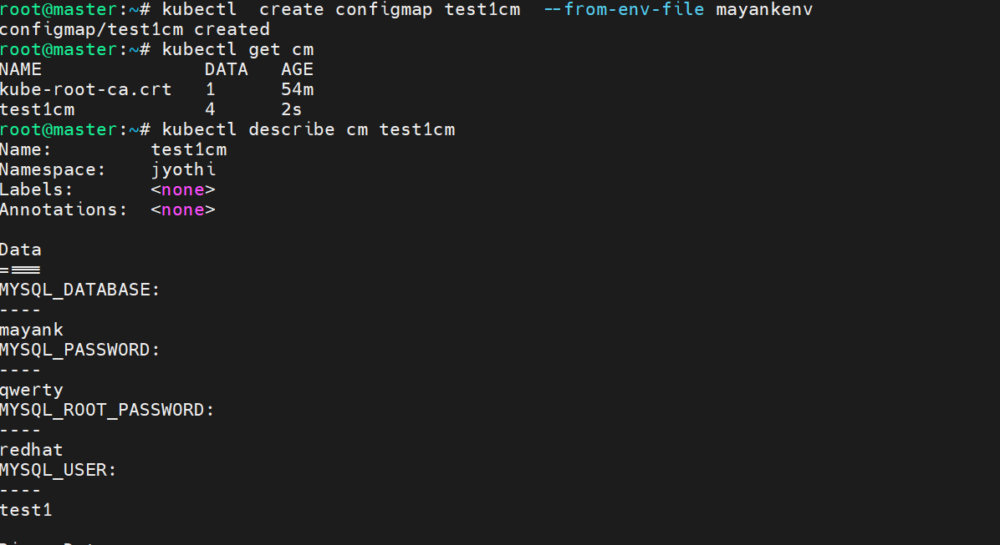 root@master:~# kubectl  create configmap test1cm  --from-env-file mayankenv
configmap/test1cm created
root@master:~# kubectl get cm
NAME               DATA   AGE
kube-root-ca.crt   1      54m
test1cm            4      2s
root@master:~# kubectl describe cm test1cm
Name:         test1cm
Namespace:    jyothi
Labels:       <none>
Annotations:  <none>
Data
====
MYSQL_DATABASE:
----
mayank
MYSQL_PASSWORD:
----
qwerty
MYSQL_ROOT_PASSWORD:
----
redhat
MYSQL_USER:
----
test1